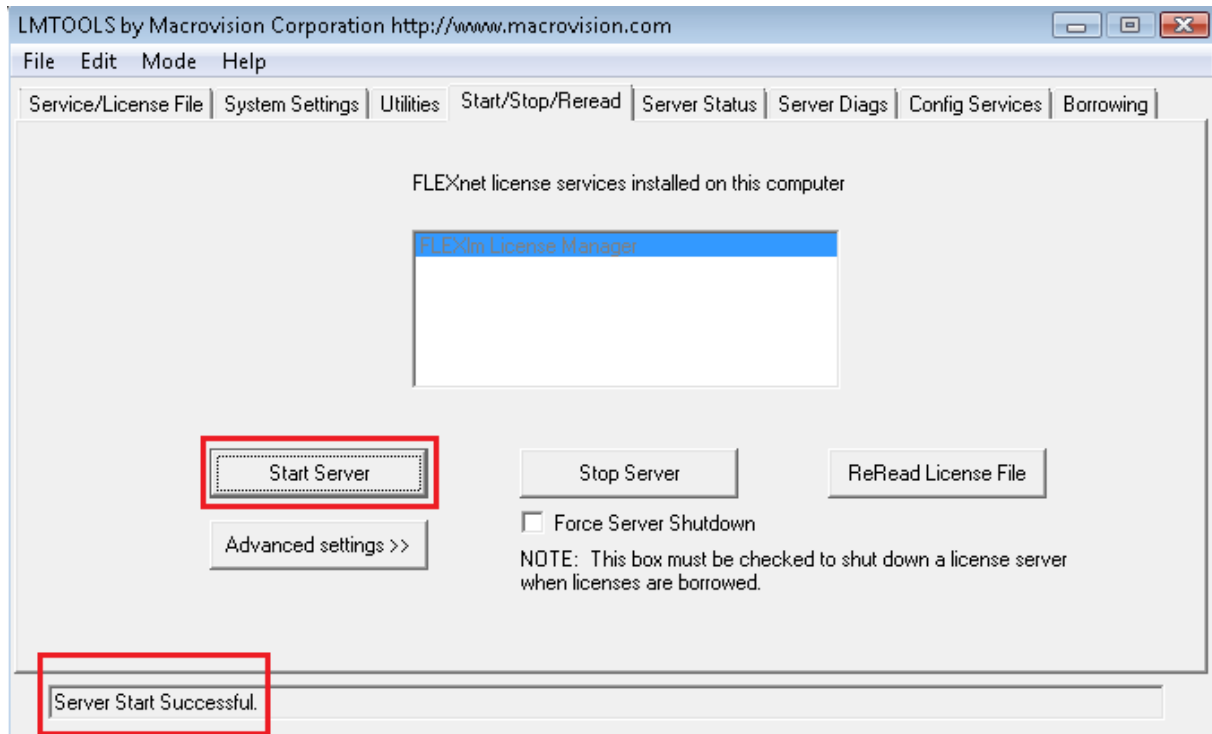 LMTOOLS by Macrovision Corporation http://www.macrovision.com
File Edit Mode Help
Service/License File System Settings Utilities Start/Stop/Reread Server Status Server Diags Config Services Borrowing
FLEXnet license services installed on this computer
FLEXlm License Manager
Start Server Stop Server ReRead License File
Advanced settings >> Force Server Shutdown
NOTE: This box must be checked to shut down a license server
when licenses are borrowed.
Server Start Successful.